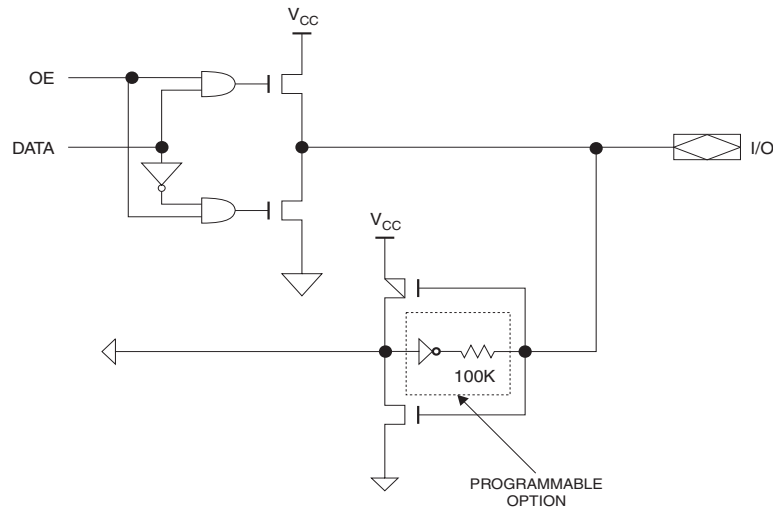 V_CC
OE
DATA
I/O
V_CC
100K
PROGRAMMABLE
OPTION